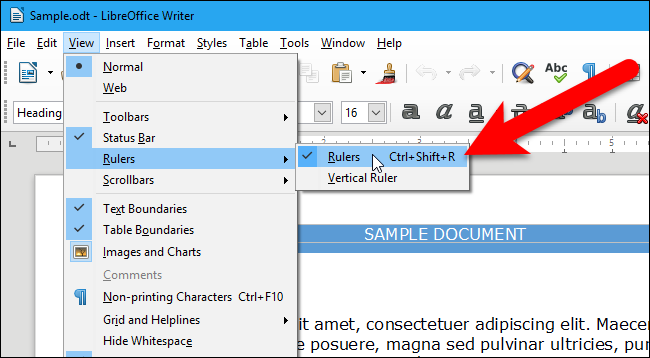 Sample.odt - LibreOffice Writer
File Edit View Insert Format Styles Table Tools Window Help
Normal
Web
Toolbars
Status Bar
Rulers
Scrollbars
Text Boundaries
Table Boundaries
Images and Charts
Comments
Non-printing Characters Ctrl+F10
Grid and Helplines
Hide Whitespace
Rulers Ctrl+Shift+R
Vertical Ruler
Heading
16
a a a a a ab
Abc
5
SAMPLE DOCUMENT
it amet, consectetuer adipiscing elit.
posuere, magna sed pulvinar ultricies,